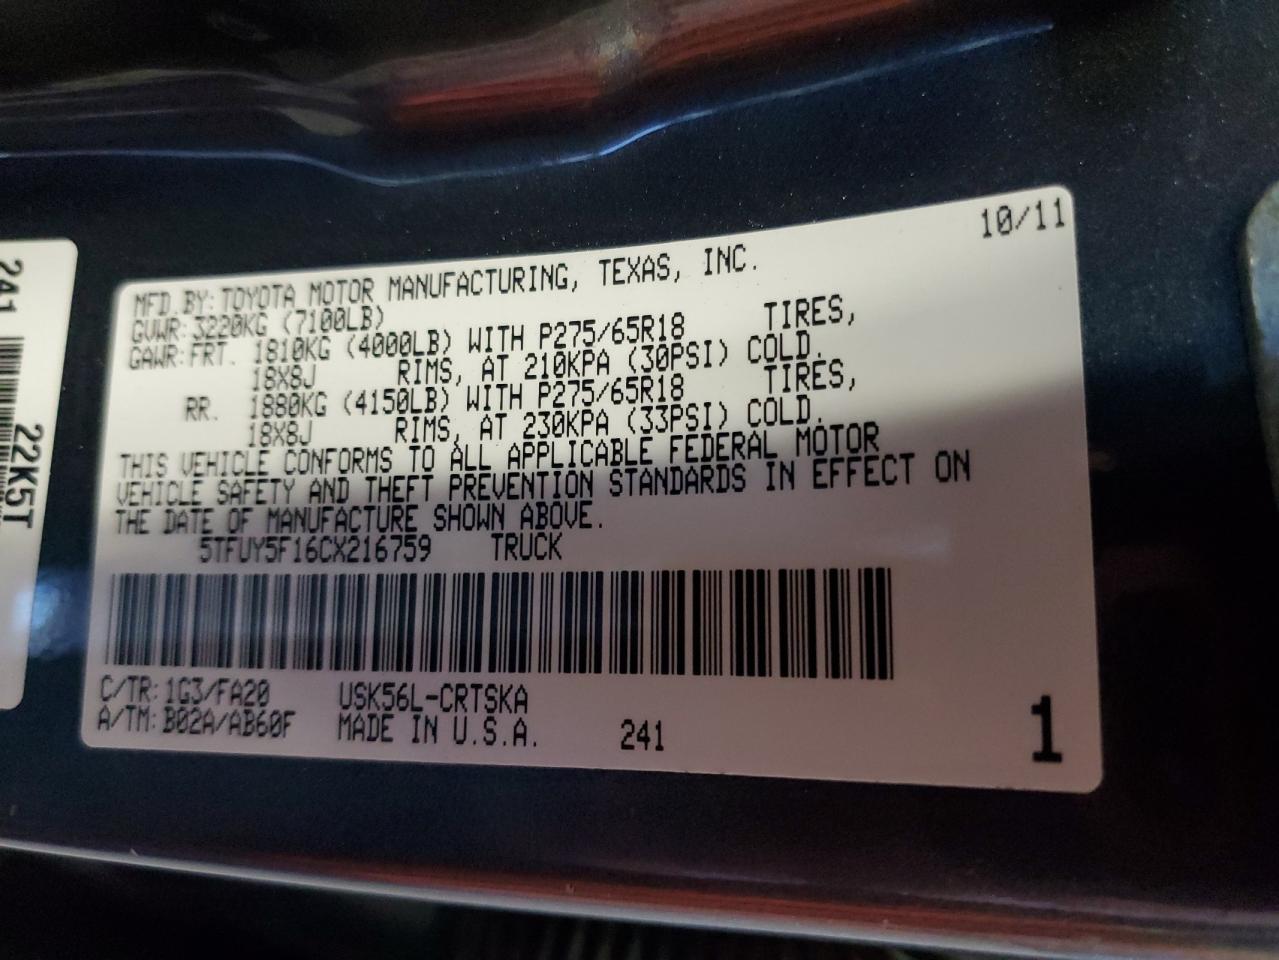 241
22K5T
10/11
MFD.BY: TOYOTA MOTOR MANUFACTURING, TEXAS, INC.
GVWR: 3220KG (7100LB)
GAWR: FRT. 1810KG (4000LB) WITH P275/65R18 TIRES,
18X8J RIMS, AT 210KPA (30PSI) COLD.
RR. 1880KG (4150LB) WITH P275/65R18 TIRES,
18X8J RIMS, AT 230KPA (33PSI) COLD.
THIS VEHICLE CONFORMS TO ALL APPLICABLE FEDERAL MOTOR
VEHICLE SAFETY AND THEFT PREVENTION STANDARDS IN EFFECT ON
THE DATE OF MANUFACTURE SHOWN ABOVE.
5TFUY5F16CX216759 TRUCK
C/TR: 1G3/FA20 USK56L-CRTSKA
A/TM: B02A/AB60F MADE IN U.S.A. 241
1